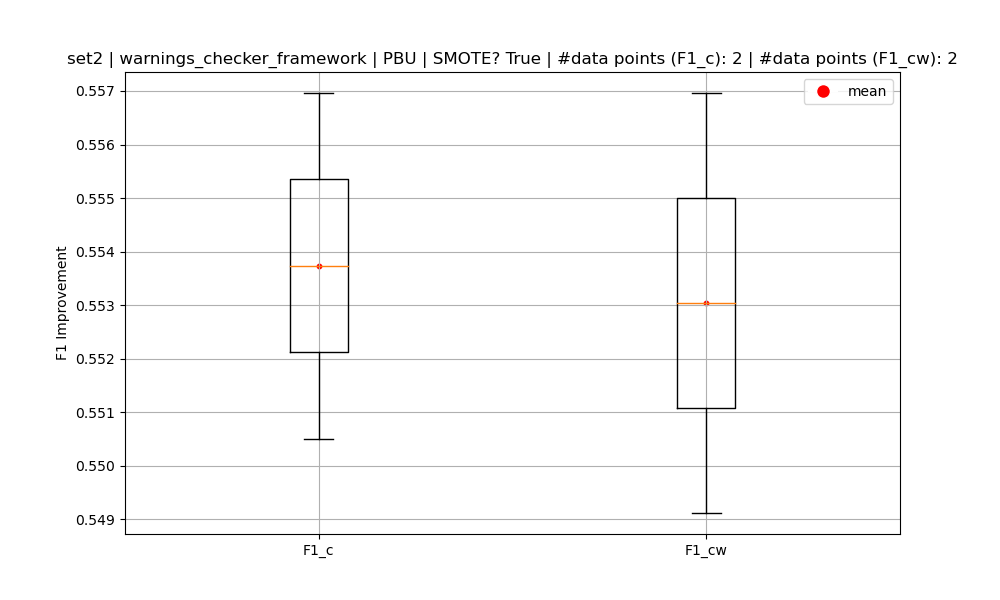 set2 | warnings_checker_framework | PBU | SMOTE? True | #data points (F1_c): 2 | #data points (F1_cw): 2
mean
F1 Improvement
0.557
0.556
0.555
0.554
0.553
0.552
0.551
0.550
0.549
F1_c
F1_cw